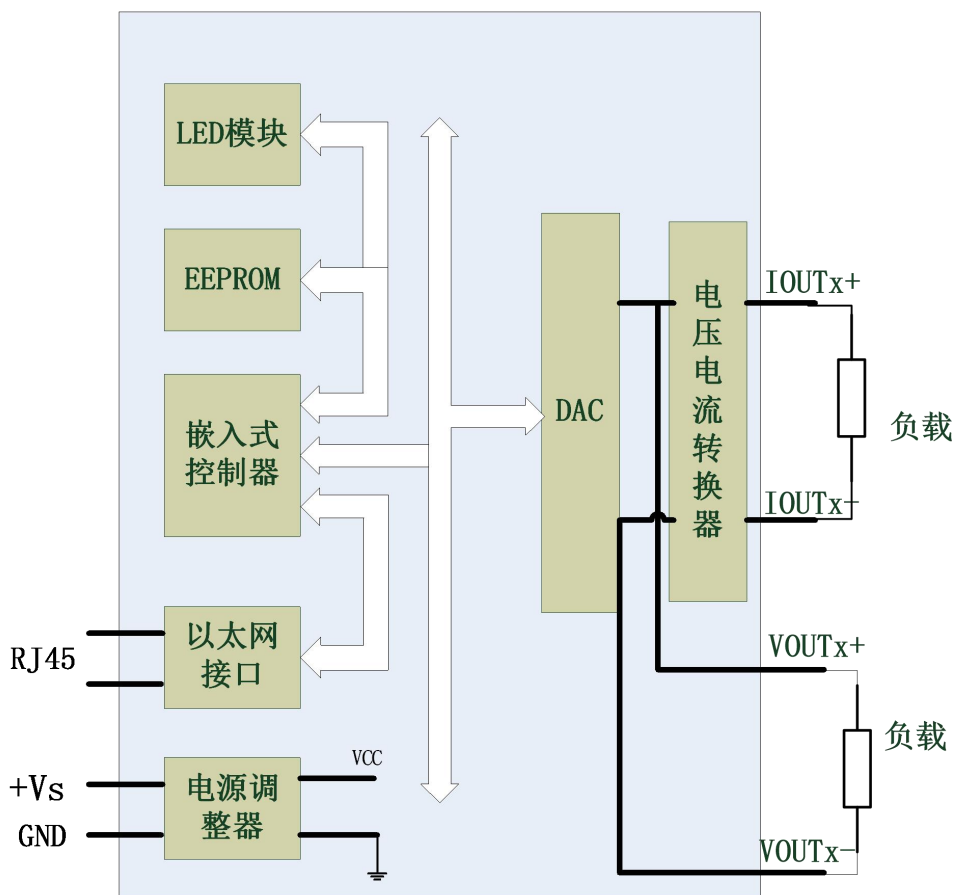 LED模块
EEPROM
嵌入式
控制器
以太网
接口
RJ45
电源调
整器
+Vs
GND
VCC
DAC
电
压
电
流
转
换
器
IOUTx+
负载
IOUTx-
VOUTx+
负载
VOUTx-